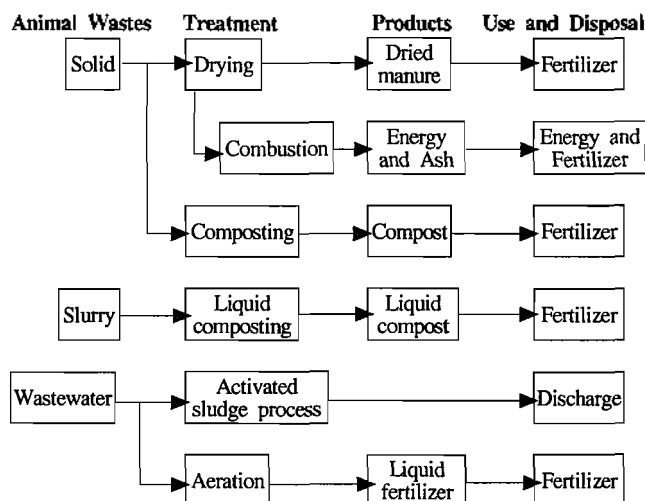 Animal Wastes Treatment Products Use and Disposal
Solid Drying Dried manure Fertilizer
Combustion Energy and Ash Energy and Fertilizer
Composting Compost Fertilizer
Slurry Liquid composting Liquid compost Fertilizer
Wastewater Activated sludge process Discharge
Aeration Liquid fertilizer Fertilizer